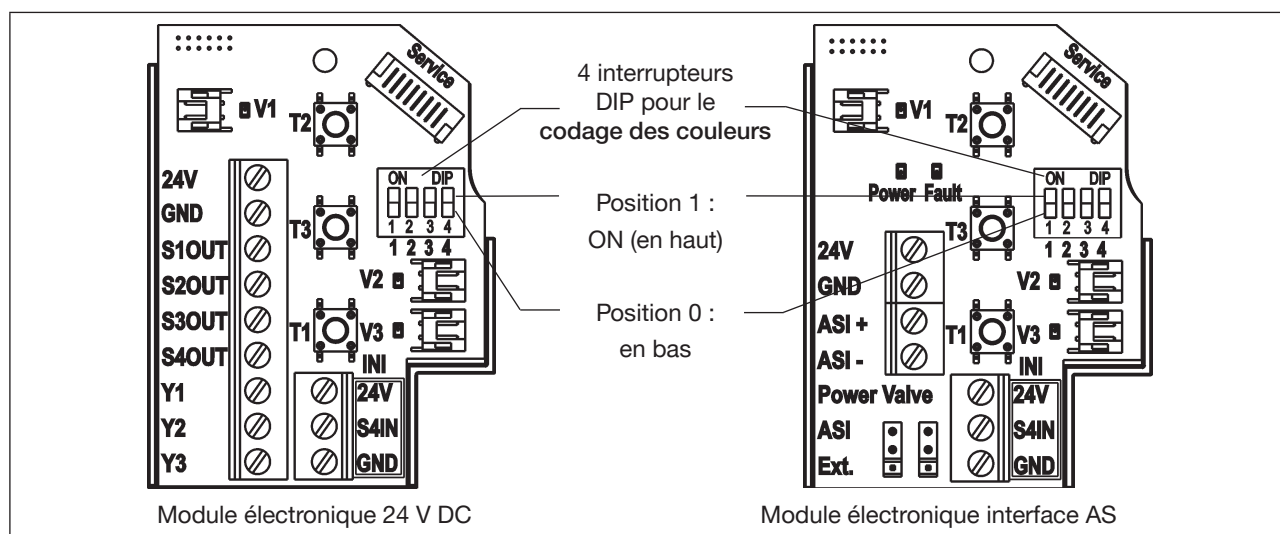 Service
V1
T2
24V
GND
S1OUT
S2OUT
S3OUT
S4OUT
Y1
Y2
Y3
ON DIP
1 2 3 4
1 2 3 4
T3
V2
T1
V3
INI
24V
S4IN
GND
Module électronique 24 V DC
4 interrupteurs
DIP pour le
codage des couleurs
Position 1 :
ON (en haut)
Position 0 :
en bas
Service
V1
T2
Power Fault
ON DIP
1 2 3 4
1 2 3 4
T3
24V
GND
ASI +
ASI -
V2
T1
V3
INI
Power Valve
ASI
Ext.
24V
S4IN
GND
Module électronique interface AS